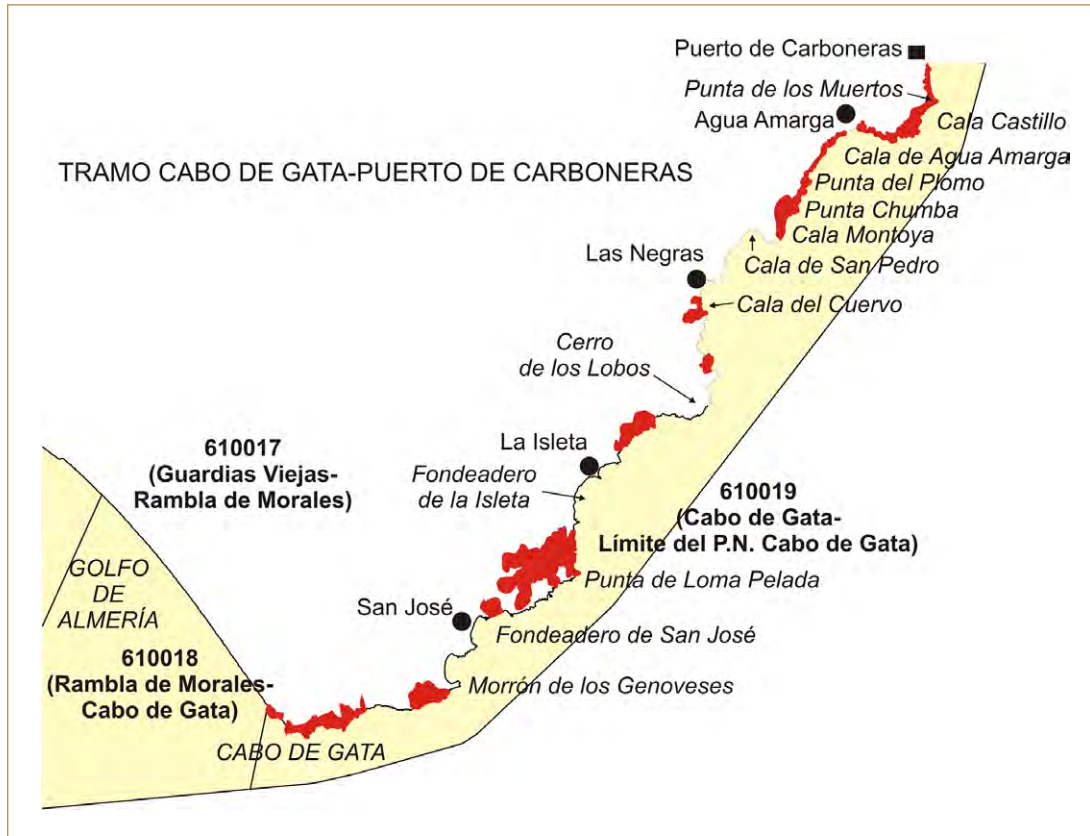 Puerto de Carboneras
Punta de los Muertos
Agua Amarga
Cala Castillo
Cala de Agua Amarga
TRAMO CABO DE GATA-PUERTO DE CARBONERAS
Punta del Plomo
Punta Chumba
Cala Montoya
Las Negras
Cala de San Pedro
Cala del Cuervo
Cerro
de los Lobos
La Isleta
610017
(Guardias Viejas-
Rambla de Morales)
Fondeadero
de la Isleta
610019
(Cabo de Gata-
Límite del P.N. Cabo de Gata)
GOLFO
DE
ALMERÍA
Punta de Loma Pelada
San José
Fondeadero de San José
610018
(Rambla de Morales-
Cabo de Gata)
Morrón de los Genoveses
CABO DE GATA